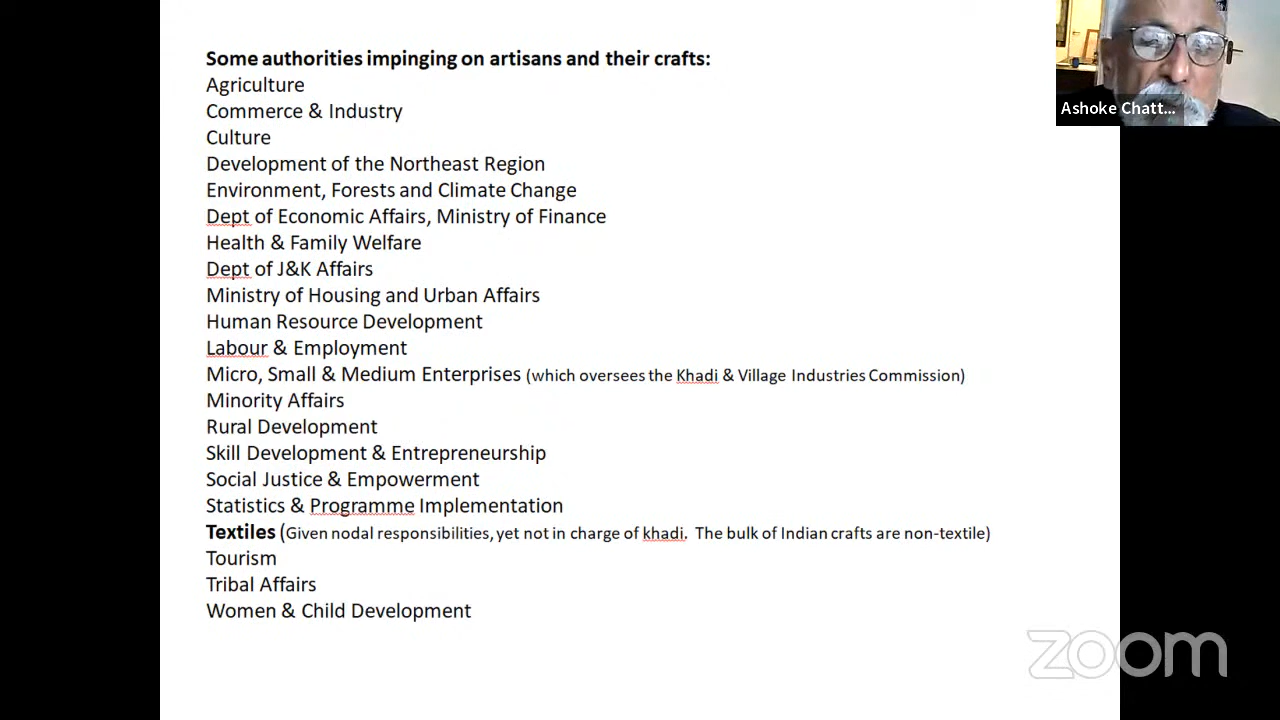 Some authorities impinging on artisans and their crafts:
Agriculture
Commerce & Industry
Culture
Development of the Northeast Region
Environment, Forests and Climate Change
Dept of Economic Affairs, Ministry of Finance
Health & Family Welfare
Dept of J&K Affairs
Ministry of Housing and Urban Affairs
Human Resource Development
Labour & Employment
Micro, Small & Medium Enterprises (which oversees the Khadi & Village Industries Commission)
Minority Affairs
Rural Development
Skill Development & Entrepreneurship
Social Justice & Empowerment
Statistics & Programme Implementation
Textiles (Given nodal responsibilities, yet not in charge of khadi. The bulk of Indian crafts are non-textile)
Tourism
Tribal Affairs
Women & Child Development
Ashoke Chatt...
zoom